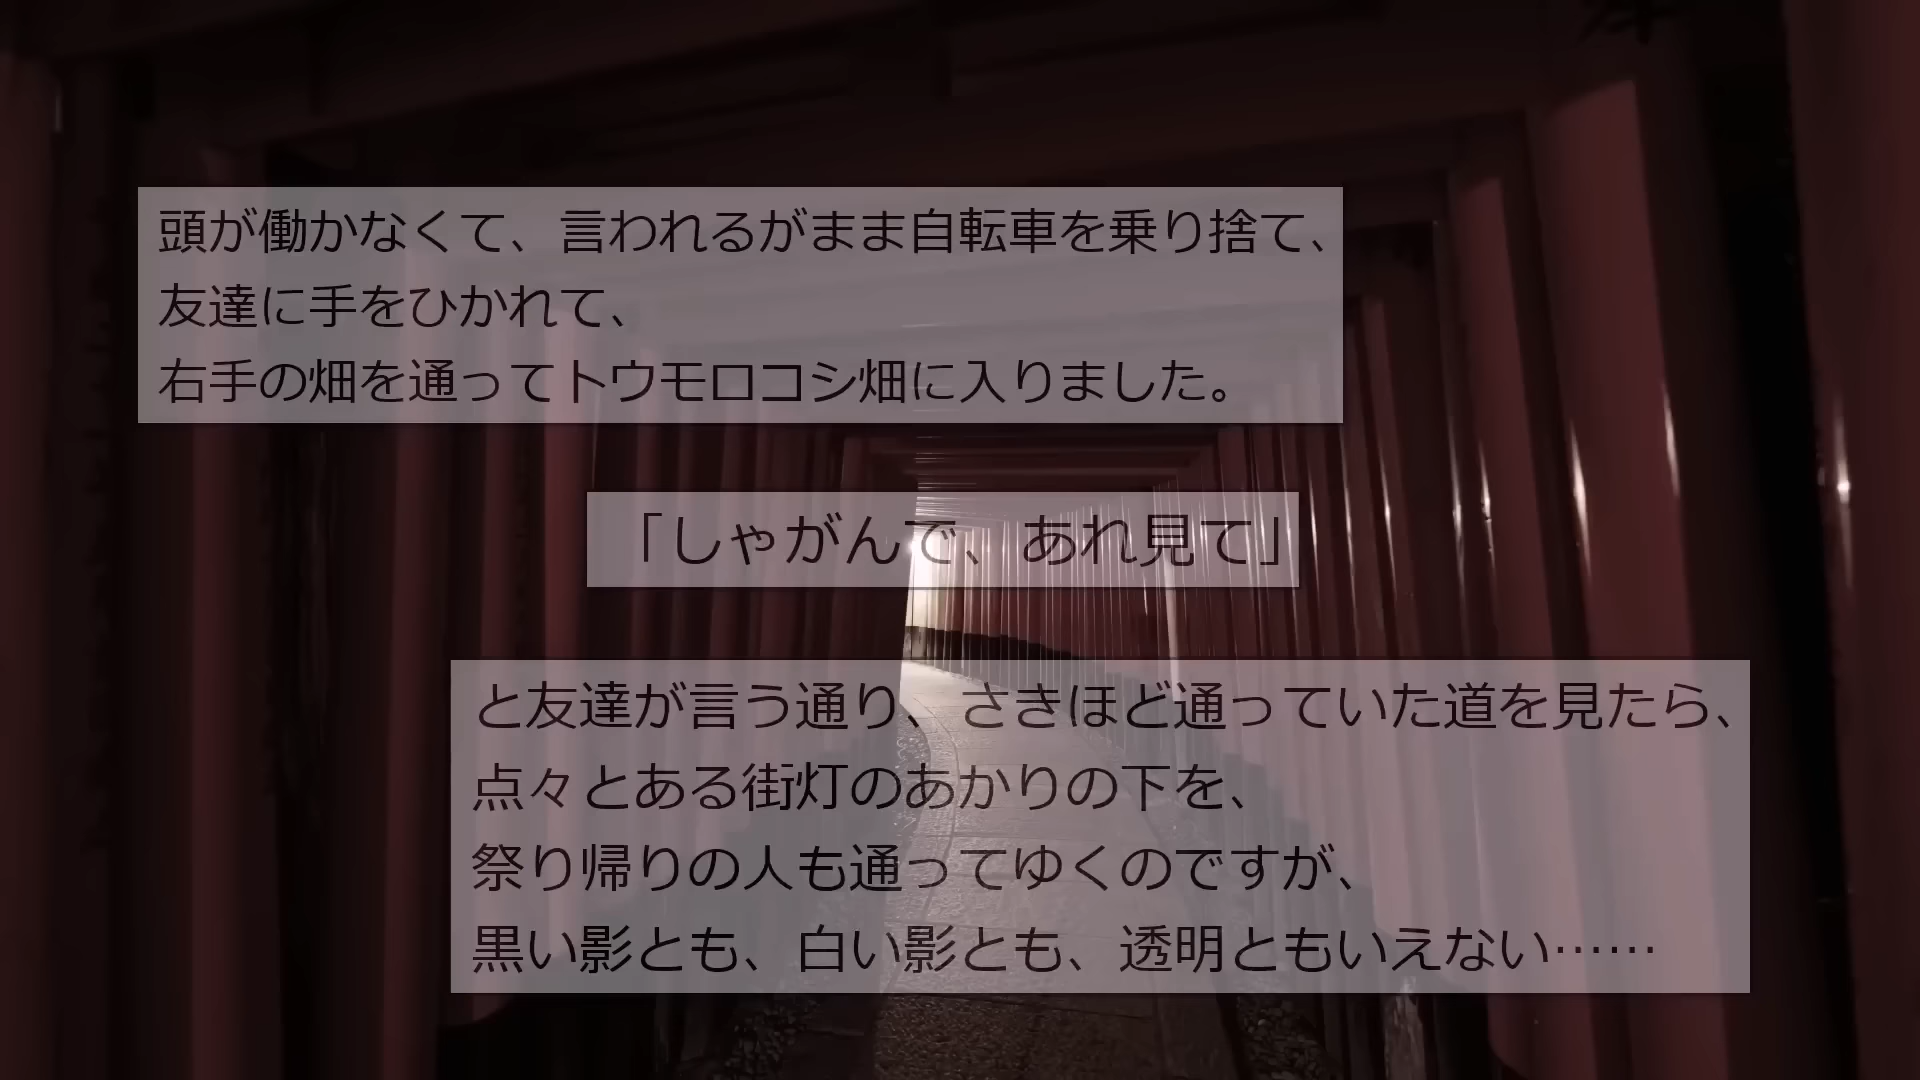 頭が働かなくて、言われるがまま自転車を乗り捨て、
友達に手をひかれて、
右手の畑を通ってトウモロコシ畑に入りました。
「しゃがんで、あれ見て」
と友達が言う通り、さきほど通っていた道を見たら、
点々とある街灯のあかりの下を、
祭り帰りの人も通ってゆくのですが、
黒い影とも、白い影とも、透明ともいえない……